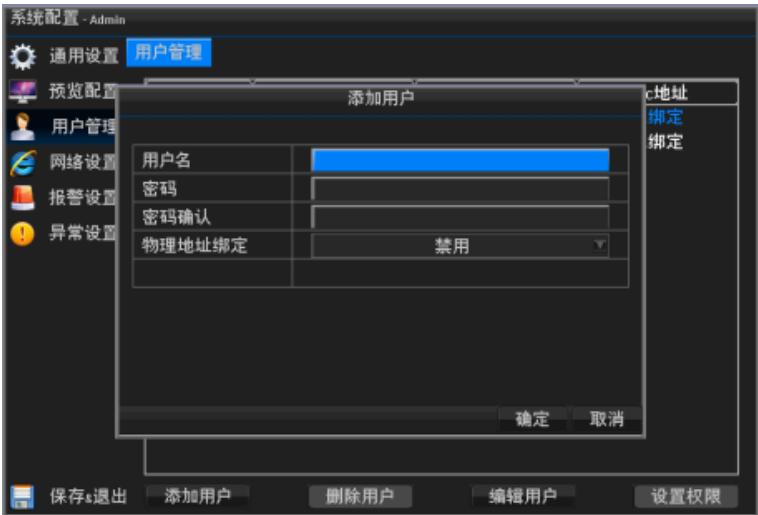 系统配置 - Admin
通用设置 用户管理
预览配置
c地址
用户管理
绑定
绑定
网络设置
报警设置
异常设置
添加用户
用户名
密码
密码确认
物理地址绑定 禁用
确定 取消
保存&退出 添加用户 删除用户 编辑用户 设置权限